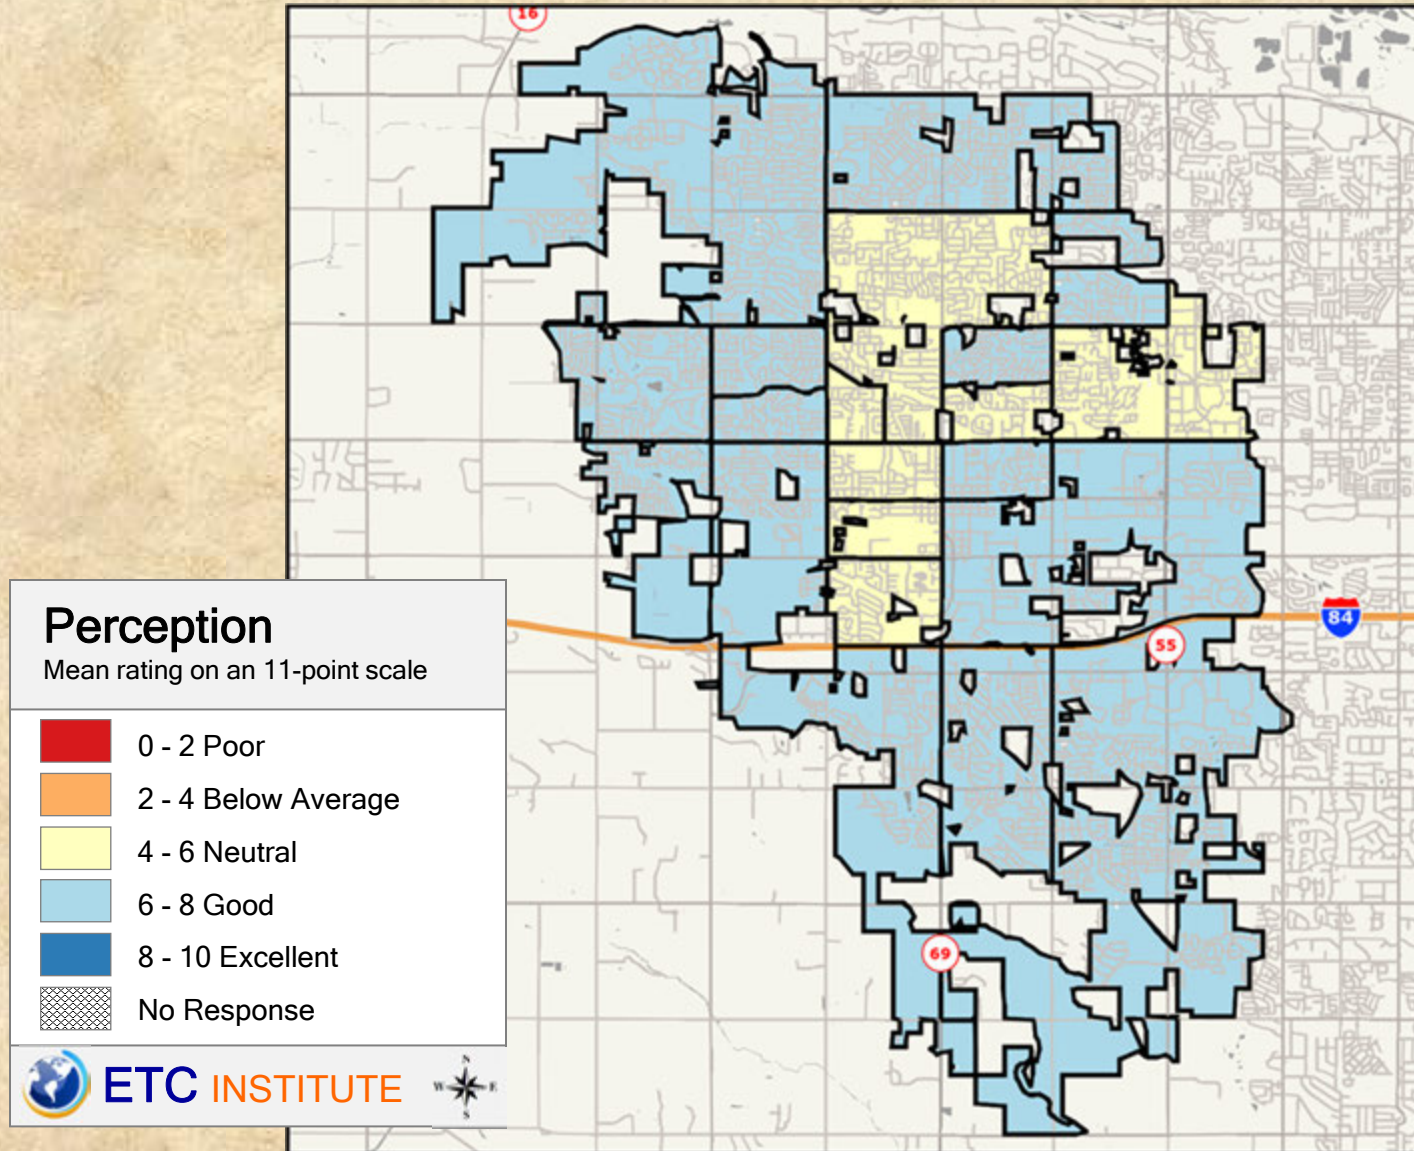 16
84
55
69
Perception
Mean rating on an 11-point scale
0 - 2 Poor
2 - 4 Below Average
4 - 6 Neutral
6 - 8 Good
8 - 10 Excellent
No Response
ETC INSTITUTE
N
W E
S